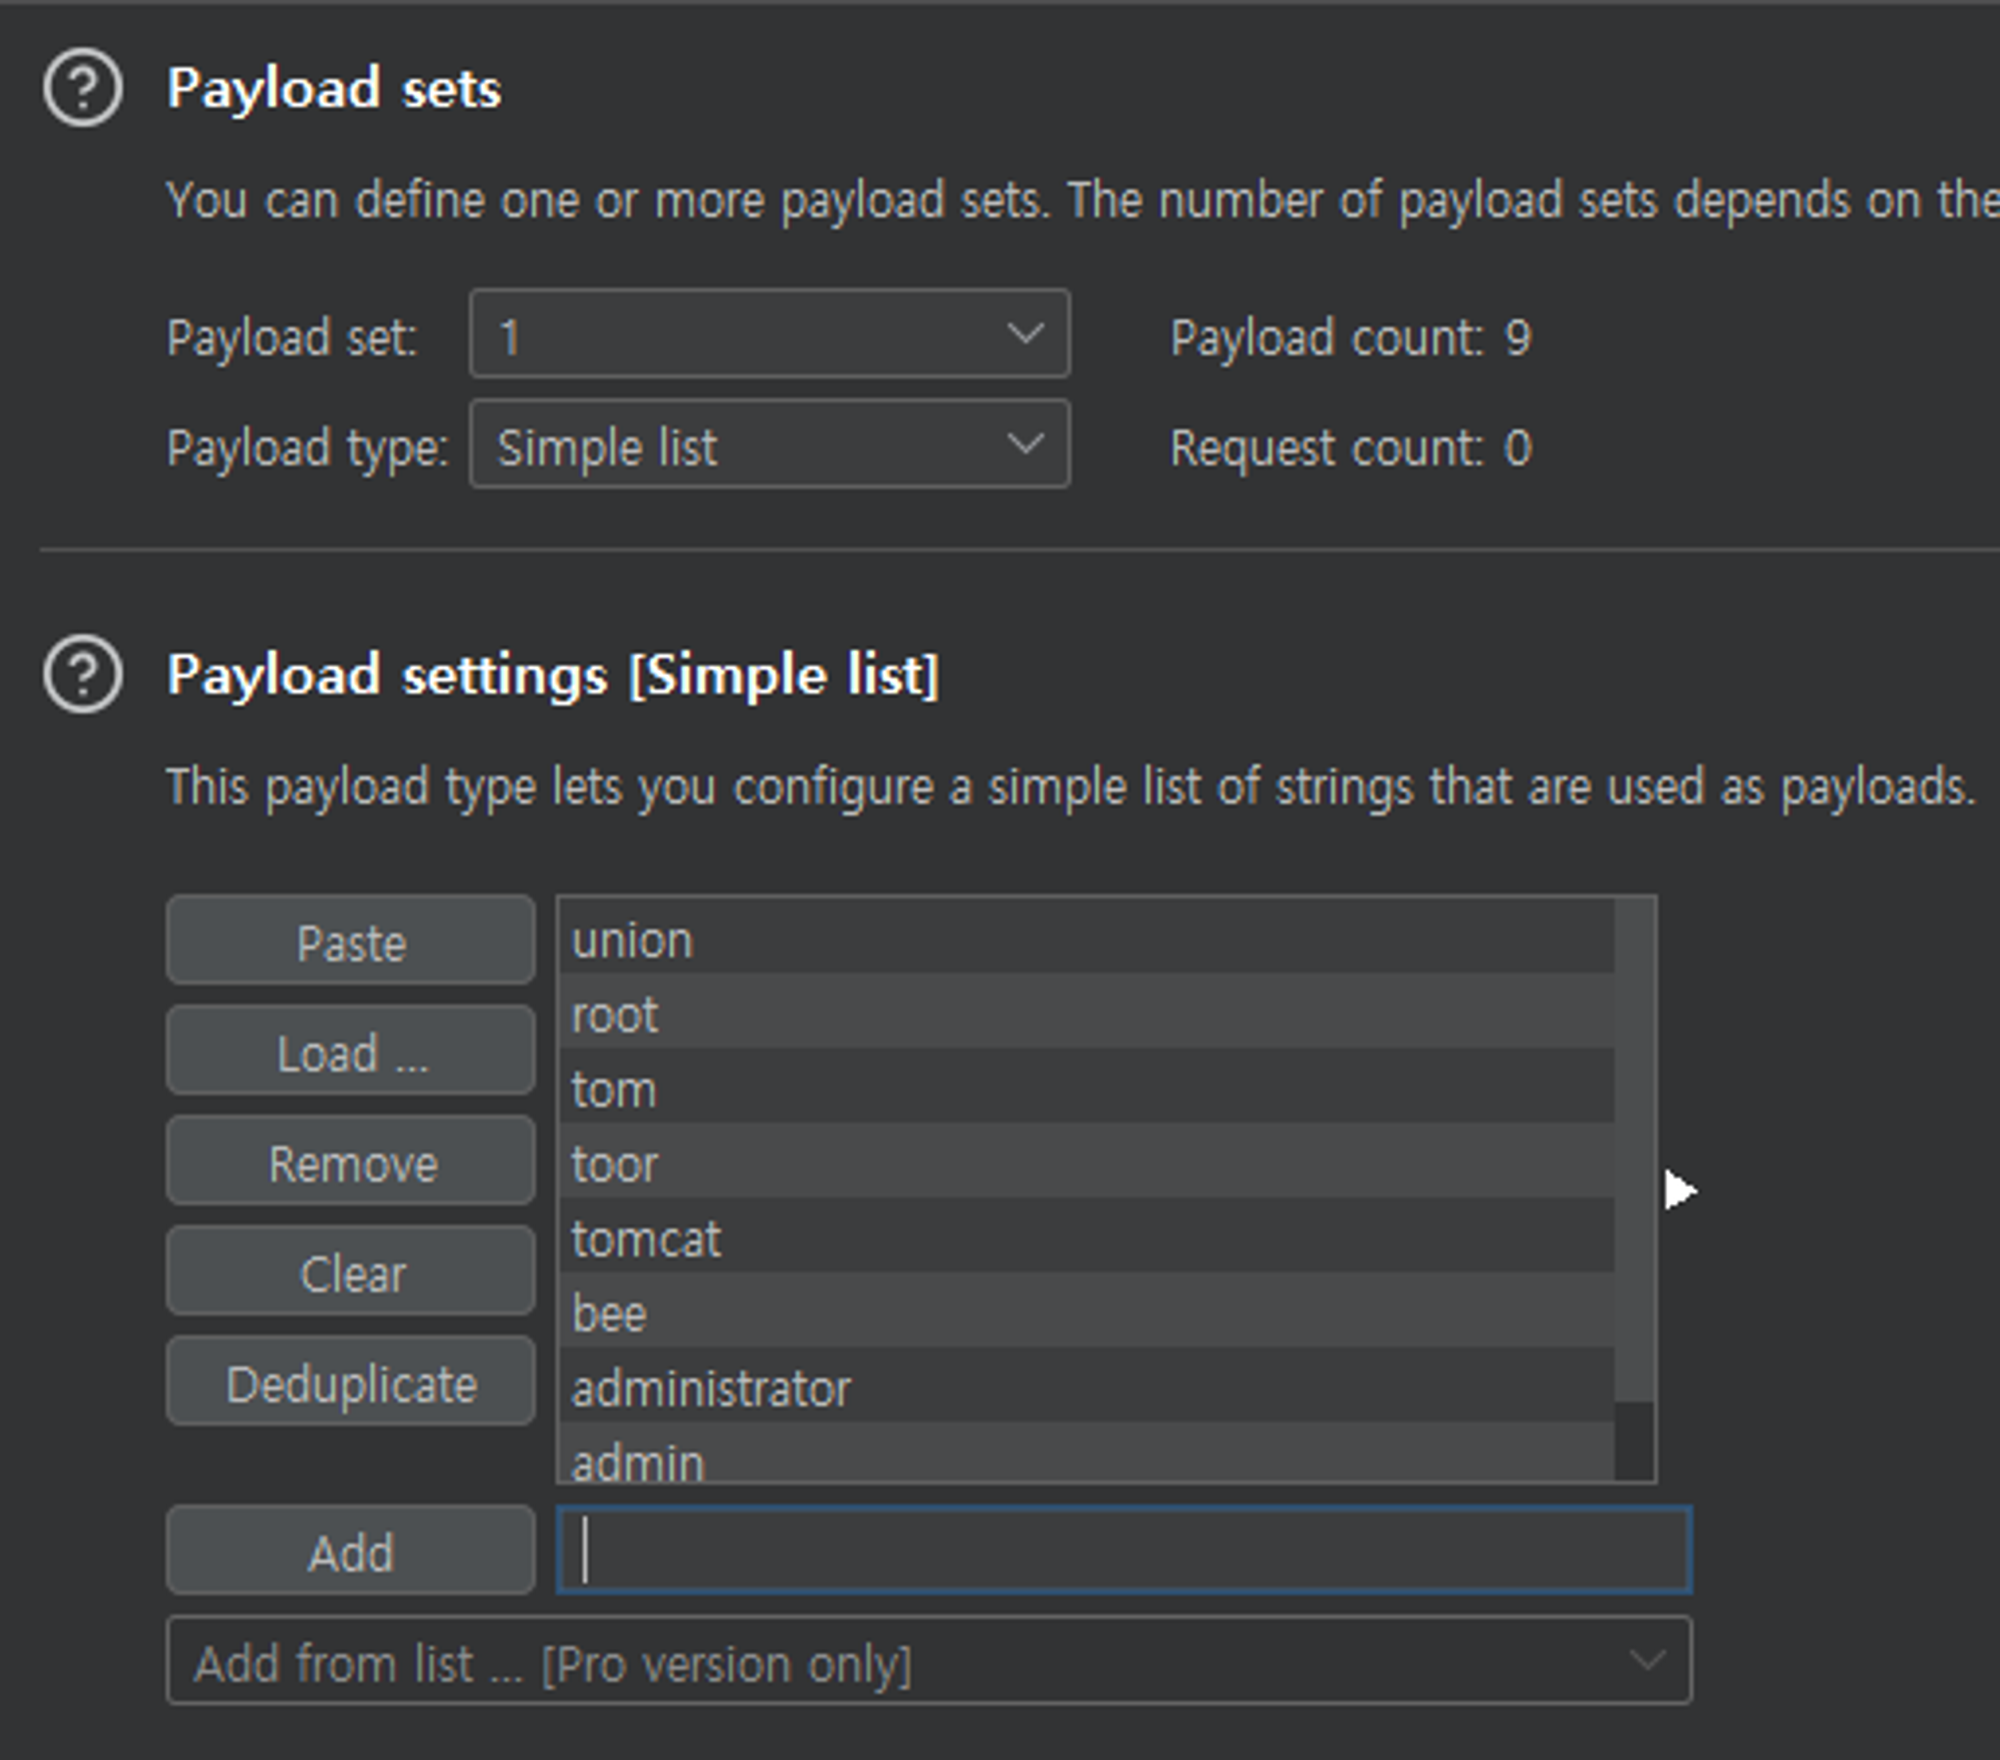 Payload sets
You can define one or more payload sets. The number of payload sets depends on the
Payload set: 1 Payload count: 9
Payload type: Simple list Request count: 0
Payload settings [Simple list]
This payload type lets you configure a simple list of strings that are used as payloads.
Paste
Load ...
Remove
Clear
Deduplicate
union
root
tom
toor
tomcat
bee
administrator
admin
Add
Add from list ... [Pro version only]